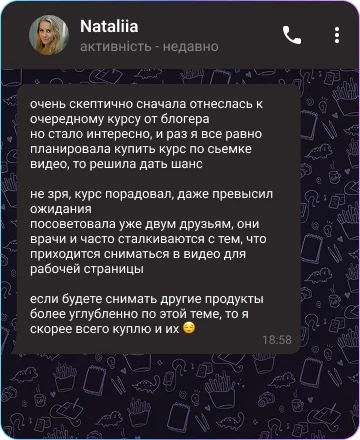 Nataliia
активність - недавно
очень скептично сначала отнеслась к
очередному курсу от блогера
но стало интересно, и раз я все равно
планировала купить курс по сьемке
видео, то решила дать шанс
не зря, курс порадовал, даже превысил
ожидания
посоветовала уже двум друзьям, они
врачи и часто сталкиваются с тем, что
приходится сниматься в видео для
рабочей страницы
если будете снимать другие продукты
более углубленно по этой теме, то я
скорее всего куплю и их 😏
18:58